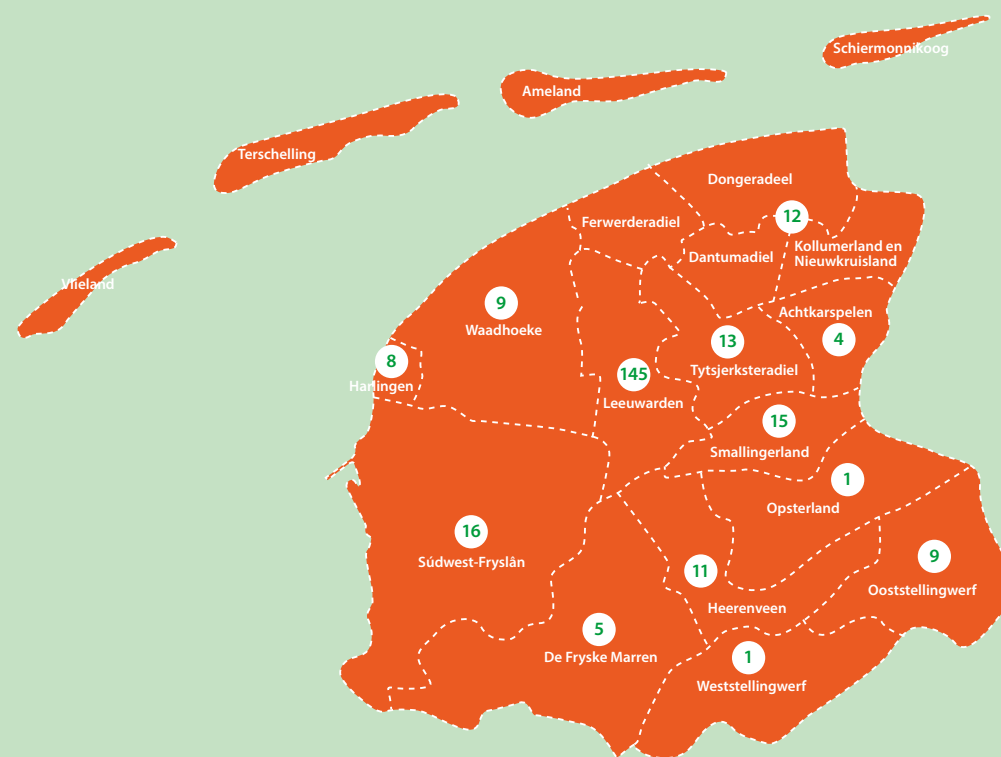 Schiermonnikoog
Ameland
Terschelling
Vlieland
Dongeradeel
12
Ferwerderadiel
Dantumadiel
Kollumerland en
Nieuwkruisland
9
Waadhoeke
Achtkarspelen
4
13
Tytsjerksteradiel
8
Harlingen
145
Leeuwarden
15
Smallingerland
1
Opsterland
16
Súdwest-Fryslân
9
Ooststellingwerf
11
Heerenveen
5
De Fryske Marren
1
Weststellingwerf